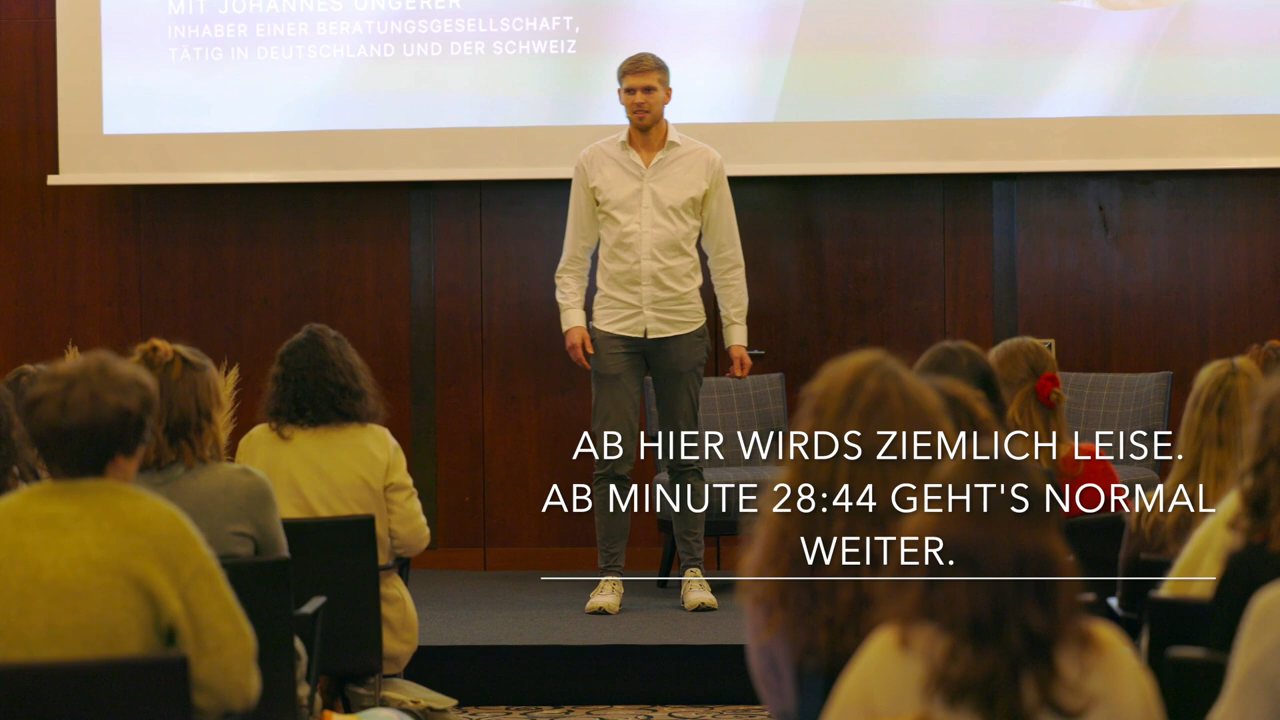 MIT JOHANNES UNGERER
INHABER EINER BERATUNGSGESELLSCHAFT,
TÄTIG IN DEUTSCHLAND UND DER SCHWEIZ
AB HIER WIRDS ZIEMLICH LEISE.
AB MINUTE 28:44 GEHT'S NORMAL
WEITER.